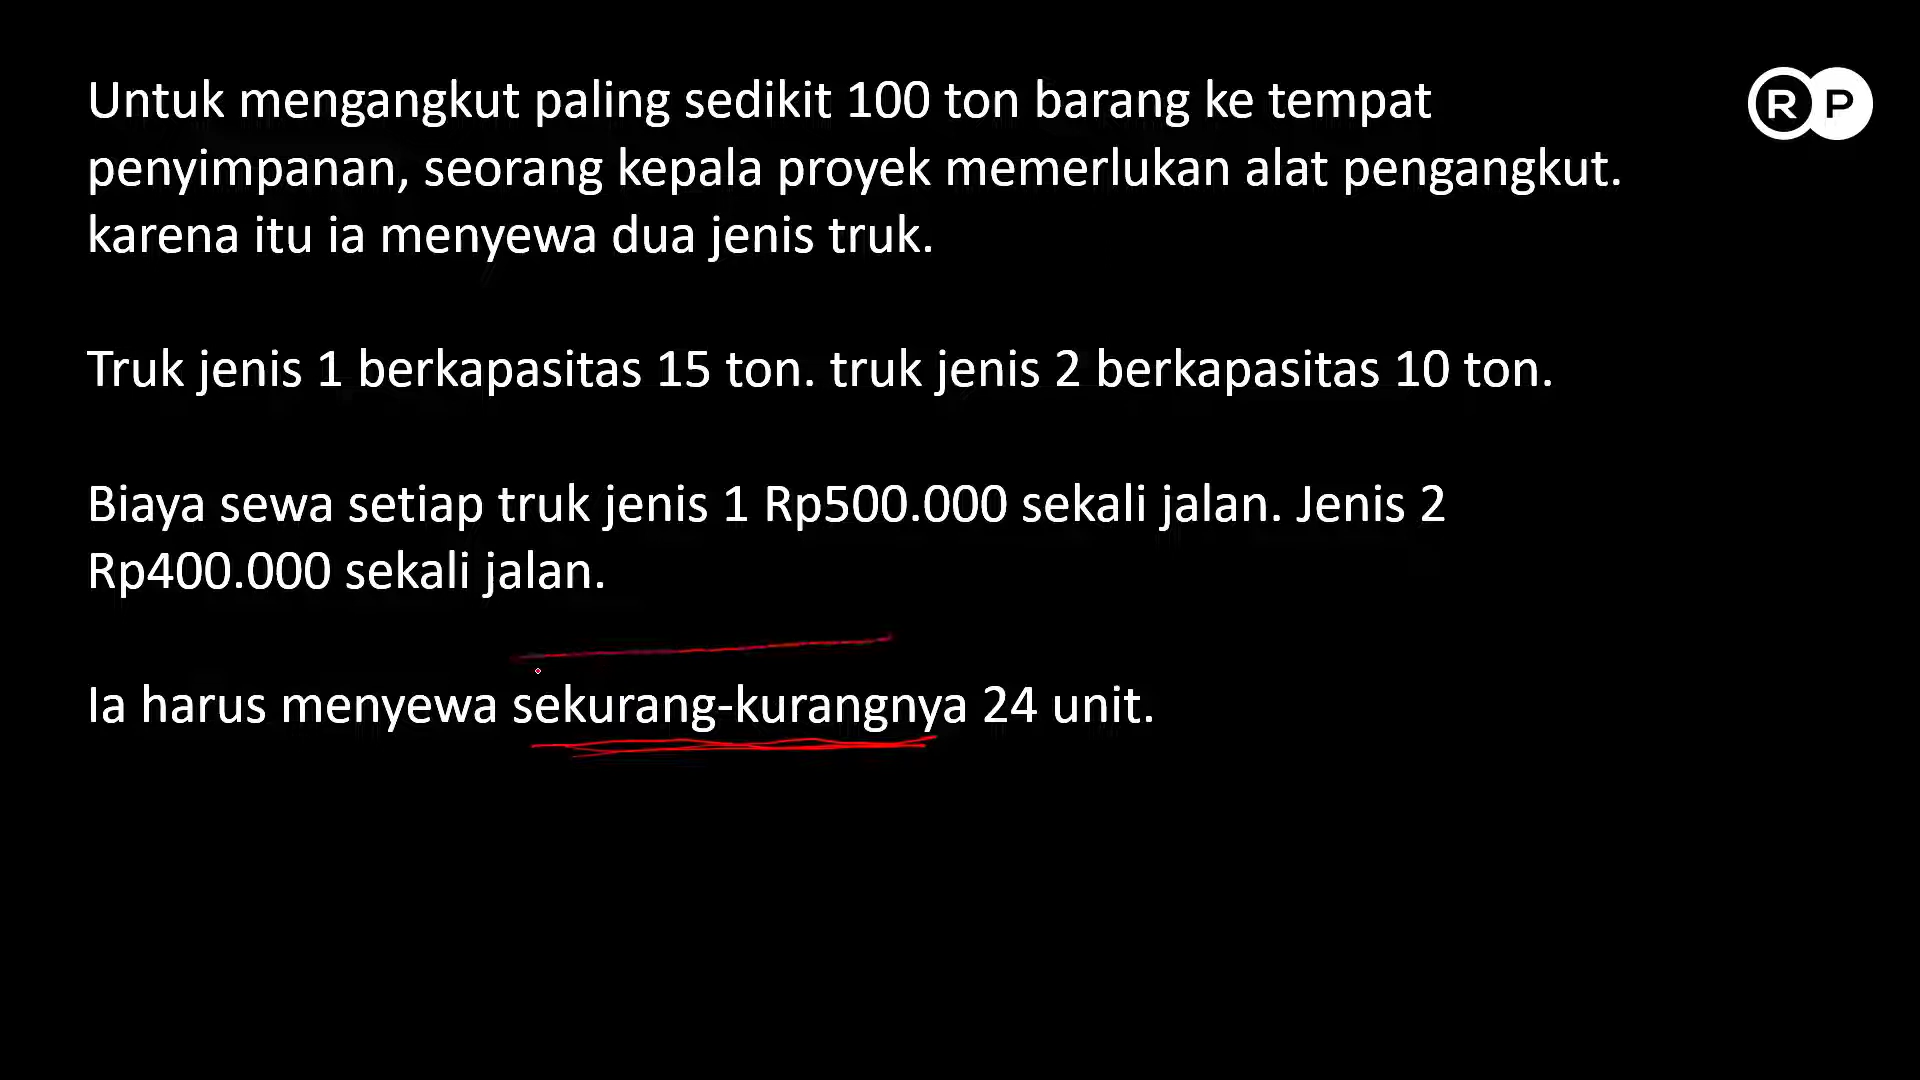 Untuk mengangkut paling sedikit 100 ton barang ke tempat
penyimpanan, seorang kepala proyek memerlukan alat pengangkut.
karena itu ia menyewa dua jenis truk.
Truk jenis 1 berkapasitas 15 ton. truk jenis 2 berkapasitas 10 ton.
Biaya sewa setiap truk jenis 1 Rp500.000 sekali jalan. Jenis 2
Rp400.000 sekali jalan.
Ia harus menyewa sekurang-kurangnya 24 unit.
R P